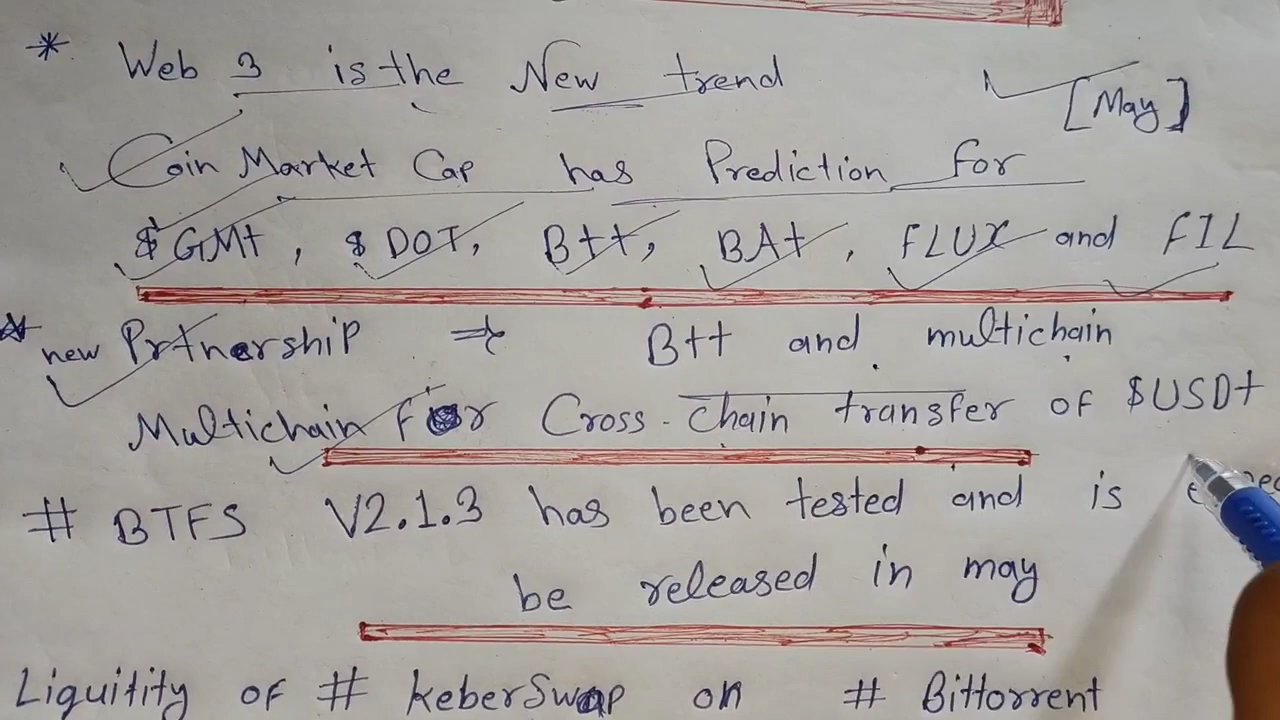 * Web 3 is the New trend
[May]
Coin Market Cap has Prediction for
$GMt, $DOT, Btt, BAt, FLUX and FIL
new Prtnership ⇒ Btt and multichain
Multichain For Cross-chain transfer of $USDt
# BTFS V2.1.3 has been tested and is
be released in may
Liquitity of # keberSwap on # Bittorrent